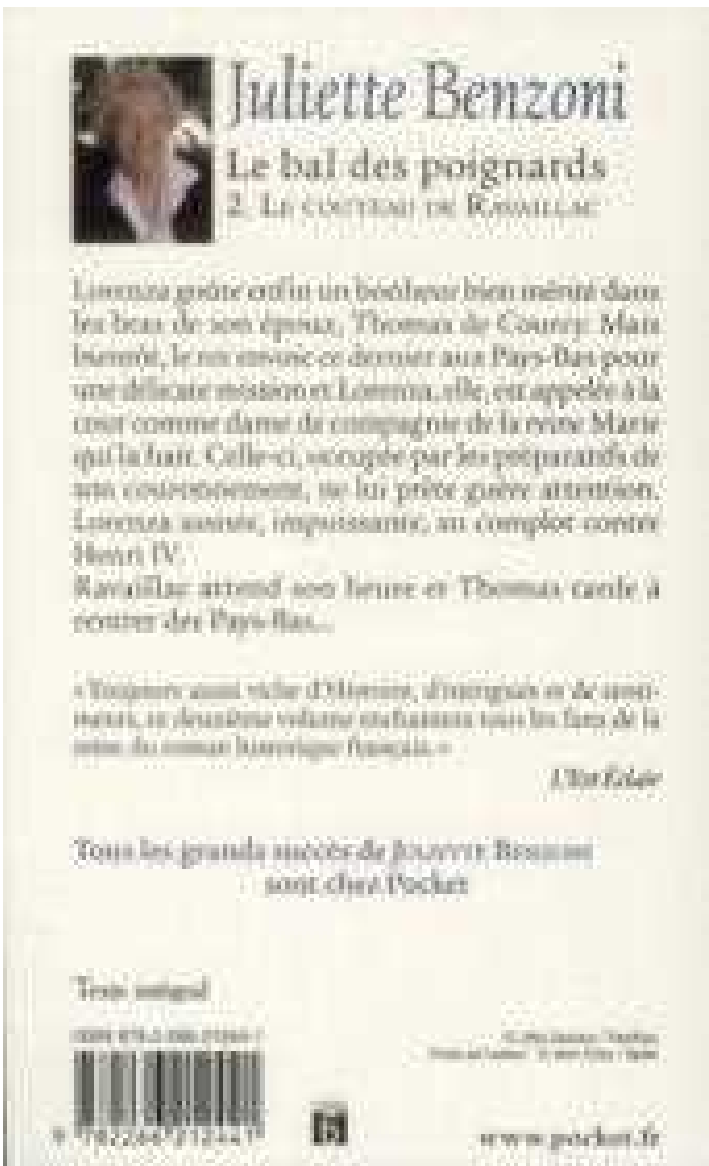 Juliette Benzoni
Le bal des poignards
2. Le couteau de Ravaillac
Lorenza goûte enfin un bonheur bien mérité dans
les bras de son époux, Thomas de Courcy. Mais
bientôt, le roi envoie ce dernier aux Pays-Bas pour
une délicate mission et Lorenza, elle, est appelée à la
cour comme dame de compagnie de la reine Marie
qui la hait. Celle-ci, occupée par les préparatifs de
son couronnement, ne lui prête guère attention.
Lorenza assiste, impuissante, au complot contre
Henri IV.
Ravaillac attend son heure et Thomas tarde à
rentrer des Pays-Bas...
« Toujours aussi riche d'Histoire, d'intrigues et de senti-
ments, ce deuxième volume enchantera tous les fans de la
reine du roman historique français. »
L'Est Éclair
Tous les grands succès de Juliette Benzoni
sont chez Pocket
Texte intégral
9 782266 212441
www.pocket.fr